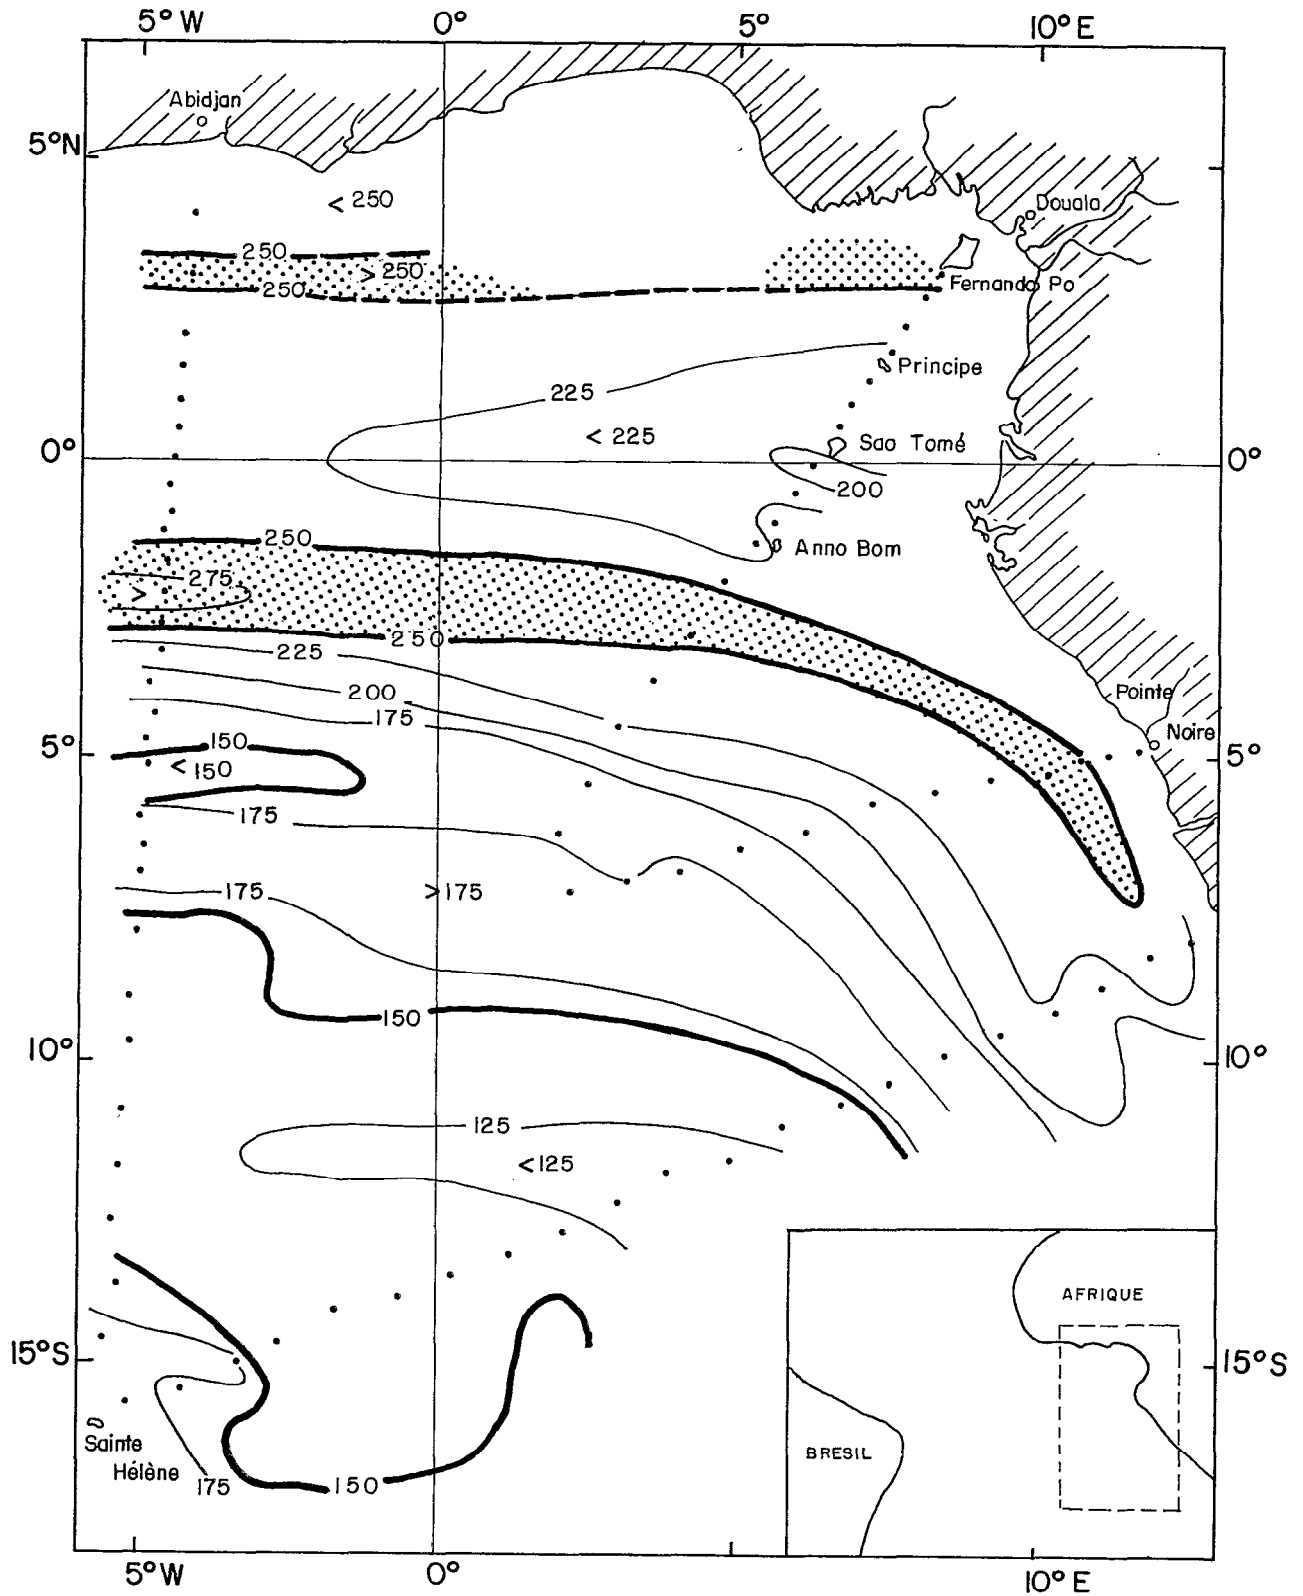 5° W 0° 5° 10° E
Abidjan
5°N
< 250
Douala
250
> 250
250
Fernando Po
Principe
225
< 225
Sao Tomé
0° 0°
200
250
Anno Bom
275
>
250
225
200
Pointe
175
Noire
150
5° 5°
< 150
175
175
> 175
150
10° 10°
125
< 125
AFRIQUE
15°S 15°S
Sainte
BRESIL
Hélène
175
150
5°W 0° 10° E